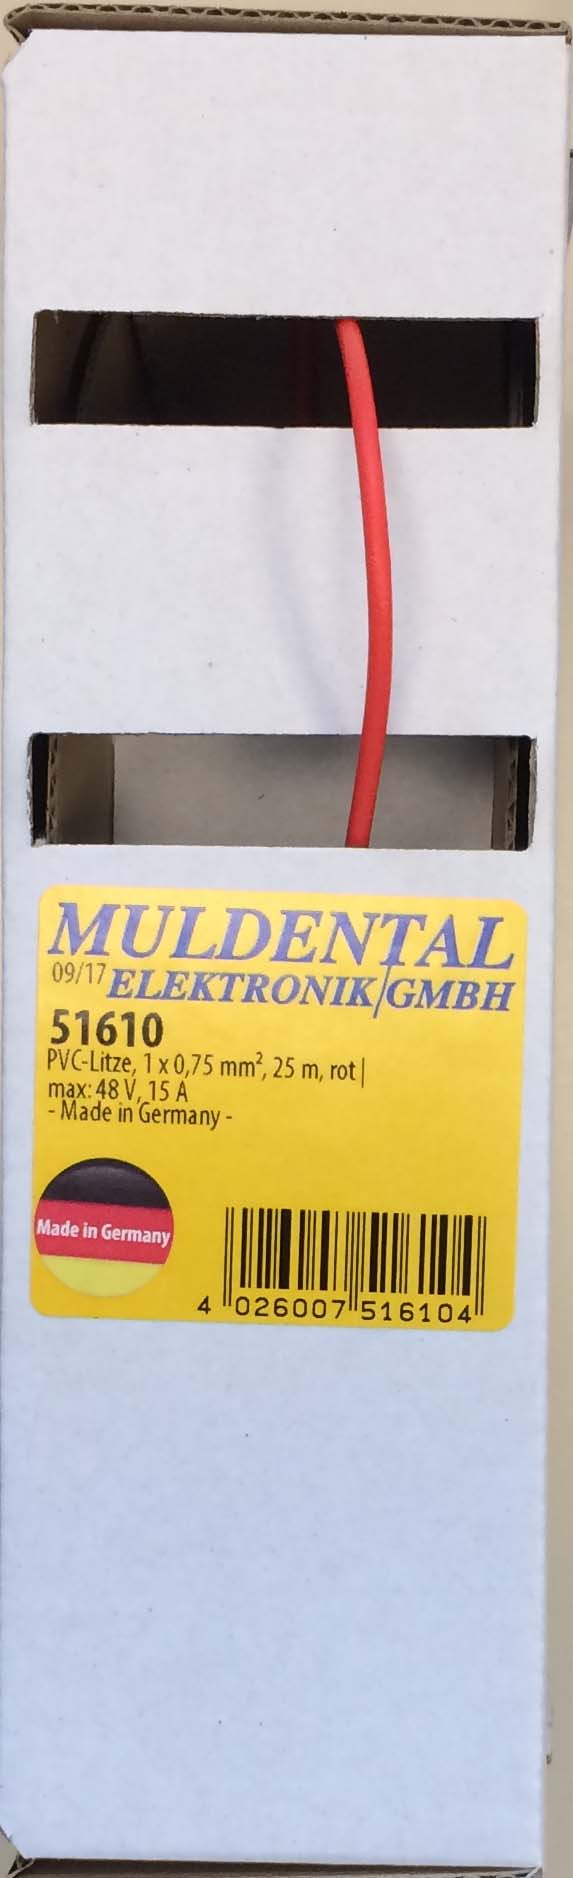 MULDENTAL
09/17 ELEKTRONIK/GMBH
51610
PVC-Litze, 1 x 0,75 mm², 25 m, rot |
max: 48 V, 15 A
- Made in Germany -
Made in Germany
4 026007 516104